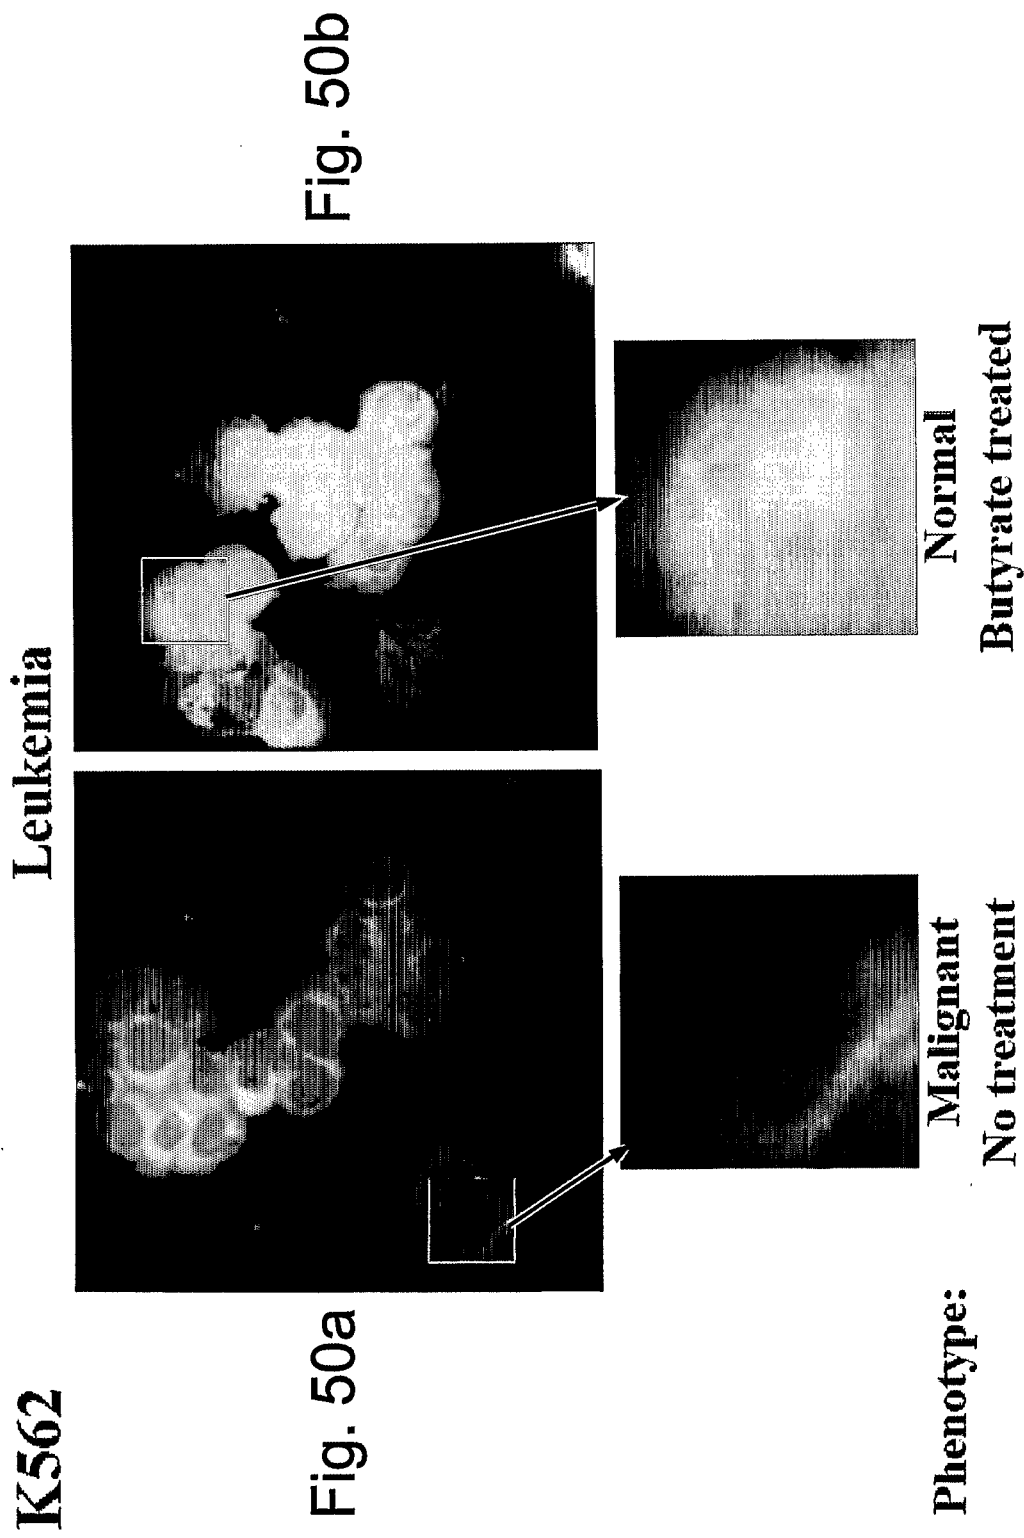 K562
Leukemia
Fig. 50a
Fig. 50b
Phenotype:
Malignant
Normal
No treatment
Butyrate treated